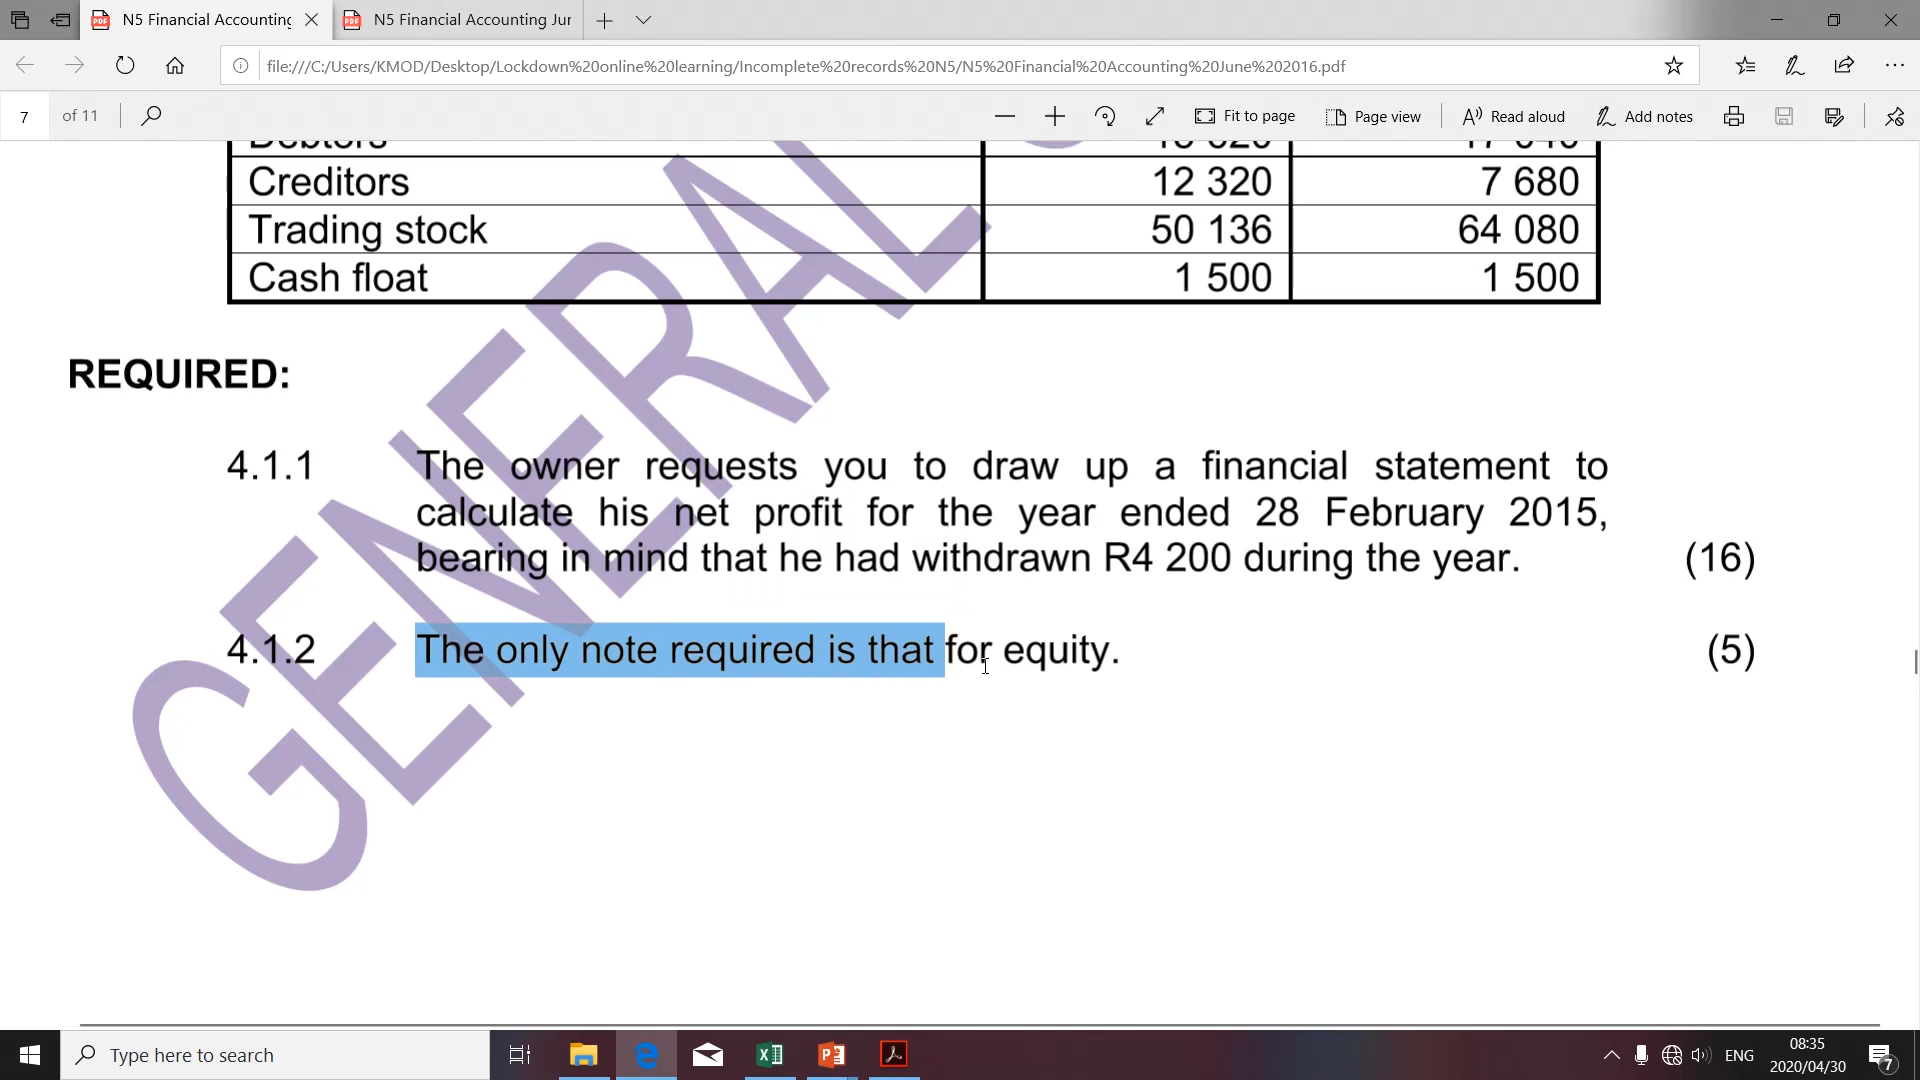 N5 Financial Accounting
N5 Financial Accounting Jur
file:///C:/Users/KMOD/Desktop/Lockdown%20online%20learning/Incomplete%20records%20N5/N5%20Financial%20Accounting%20June%202016.pdf
7 of 11
Fit to page
Page view
Read aloud
Add notes
Debtors
Creditors 12 320 7 680
Trading stock 50 136 64 080
Cash float 1 500 1 500
REQUIRED:
4.1.1 The owner requests you to draw up a financial statement to
calculate his net profit for the year ended 28 February 2015,
bearing in mind that he had withdrawn R4 200 during the year. (16)
4.1.2 The only note required is that for equity. (5)
GENERAL
Type here to search
ENG
08:35
2020/04/30
7